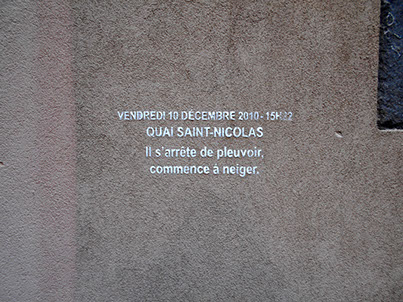 VENDREDI 10 DÉCEMBRE 2010 - 15H22
QUAI SAINT-NICOLAS
Il s'arrête de pleuvoir,
commence à neiger.